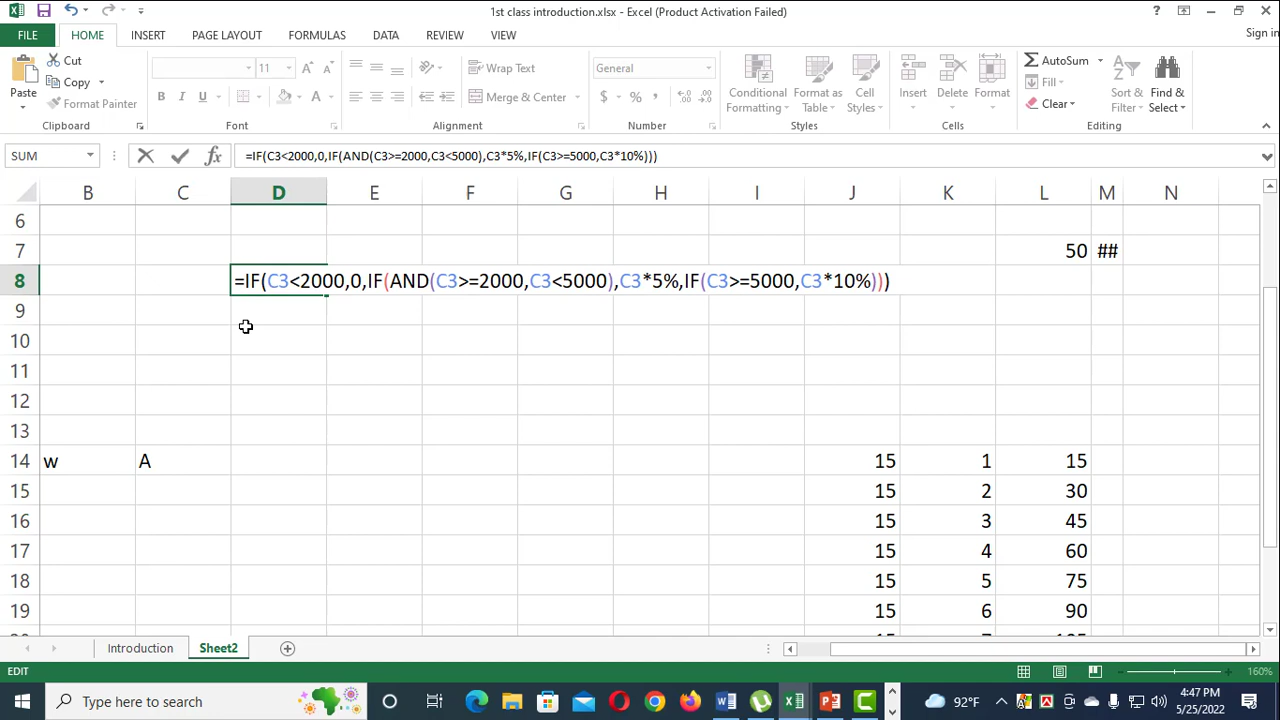 1st class introduction.xlsx - Excel (Product Activation Failed)
?
FILE HOME INSERT PAGE LAYOUT FORMULAS DATA REVIEW VIEW Sign in
Paste
Cut
Copy
Format Painter
Clipboard
11
B I U
Font
Wrap Text
Merge & Center
Alignment
General
$ % ,
Number
Conditional Formatting
Format as Table
Cell Styles
Styles
Insert Delete Format
Cells
AutoSum
Fill
Clear
Sort & Filter
Find & Select
Editing
SUM =IF(C3<2000,0,IF(AND(C3>=2000,C3<5000),C3*5%,IF(C3>=5000,C3*10%)))
B C D E F G H I J K L M N
6
7 50 ##
8 =IF(C3<2000,0,IF(AND(C3>=2000,C3<5000),C3*5%,IF(C3>=5000,C3*10%)))
9
10
11
12
13
14 w A 15 1 15
15 15 2 30
16 15 3 45
17 15 4 60
18 15 5 75
19 15 6 90
Introduction Sheet2
EDIT 160%
Type here to search
92°F
4:47 PM
5/25/2022